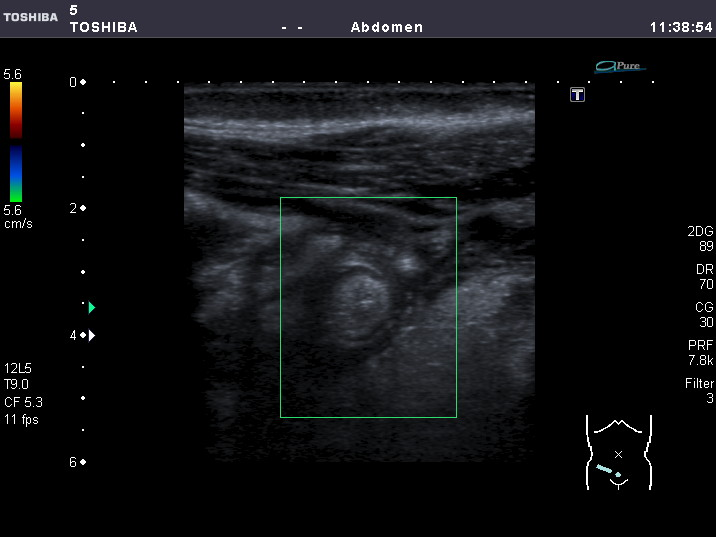 TOSHIBA
5
TOSHIBA - - Abdomen 11:38:54
Pure
T
5.6
5.6
cm/s
0
2
4
6
12L5
T9.0
CF 5.3
11 fps
2DG
89
DR
70
CG
30
PRF
7.8k
Filter
3